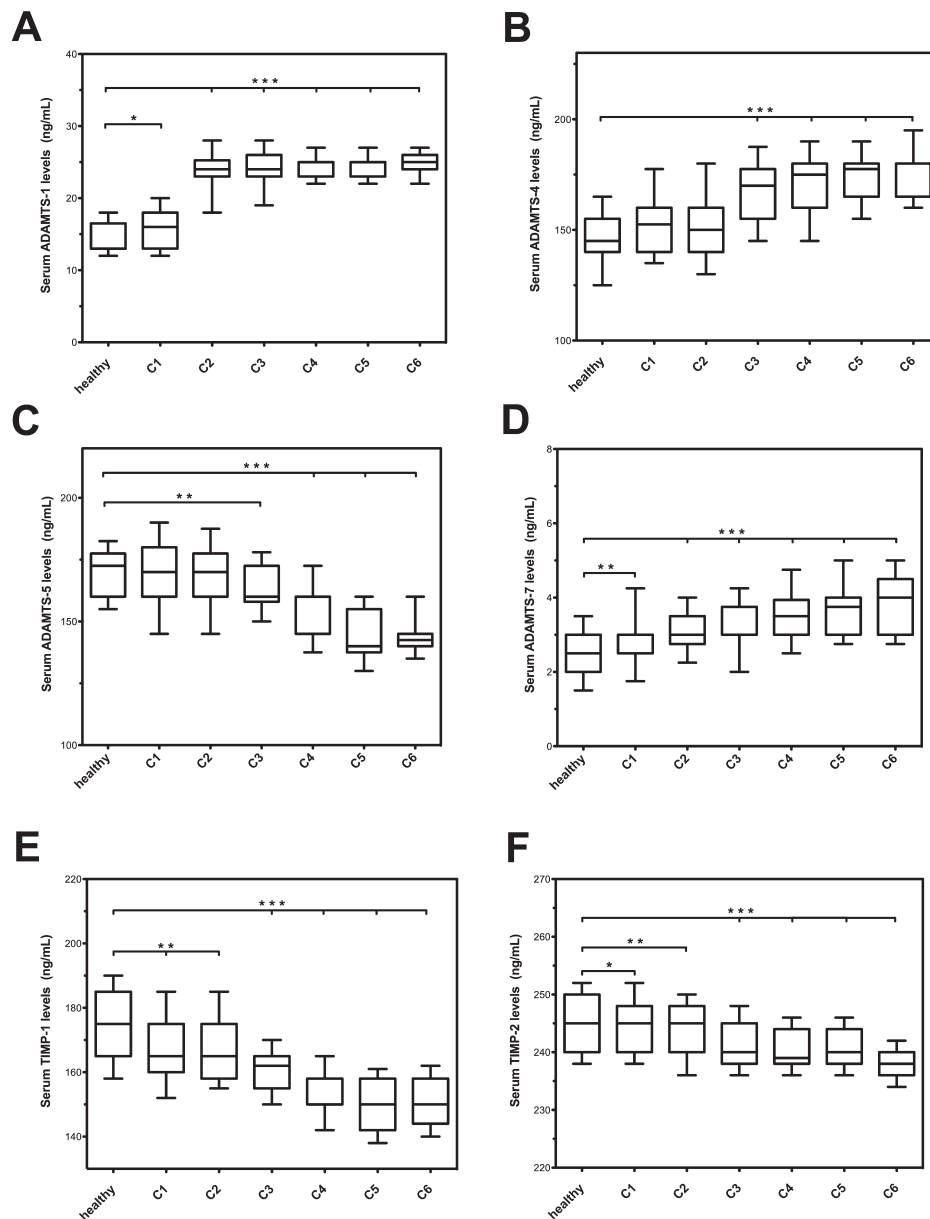 A
Serum ADAMTS-1 levels (ng/mL)
40
30
20
10
0
* * *
*
healthy
C1
C2
C3
C4
C5
C6
B
Serum ADAMTS-4 levels (ng/mL)
200
150
100
* * *
healthy
C1
C2
C3
C4
C5
C6
C
Serum ADAMTS-5 levels (ng/mL)
200
150
100
* * *
* *
healthy
C1
C2
C3
C4
C5
C6
D
Serum ADAMTS-7 levels (ng/mL)
8
6
4
2
0
* * *
* *
healthy
C1
C2
C3
C4
C5
C6
E
Serum TIMP-1 levels (ng/mL)
220
200
180
160
140
* * *
* *
healthy
C1
C2
C3
C4
C5
C6
F
Serum TIMP-2 levels (ng/mL)
270
260
250
240
230
220
* * *
* *
*
healthy
C1
C2
C3
C4
C5
C6